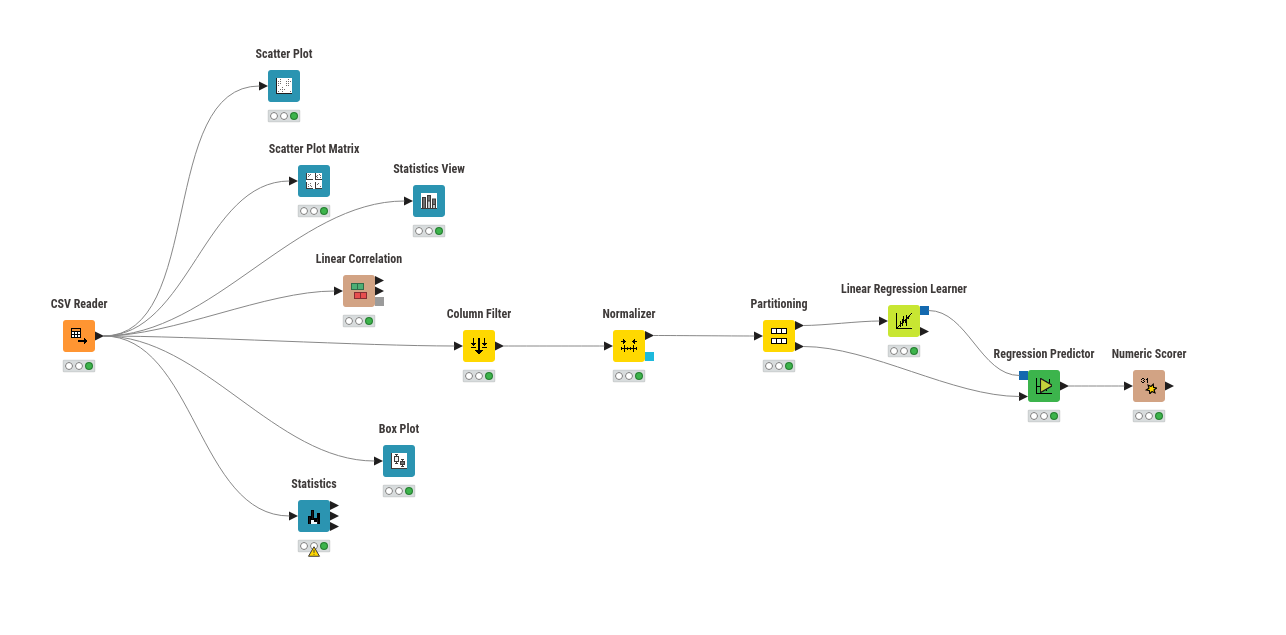 Scatter Plot
Scatter Plot Matrix
Statistics View
Linear Correlation
CSV Reader
Column Filter
Normalizer
Partitioning
Linear Regression Learner
Regression Predictor
Numeric Scorer
Box Plot
Statistics